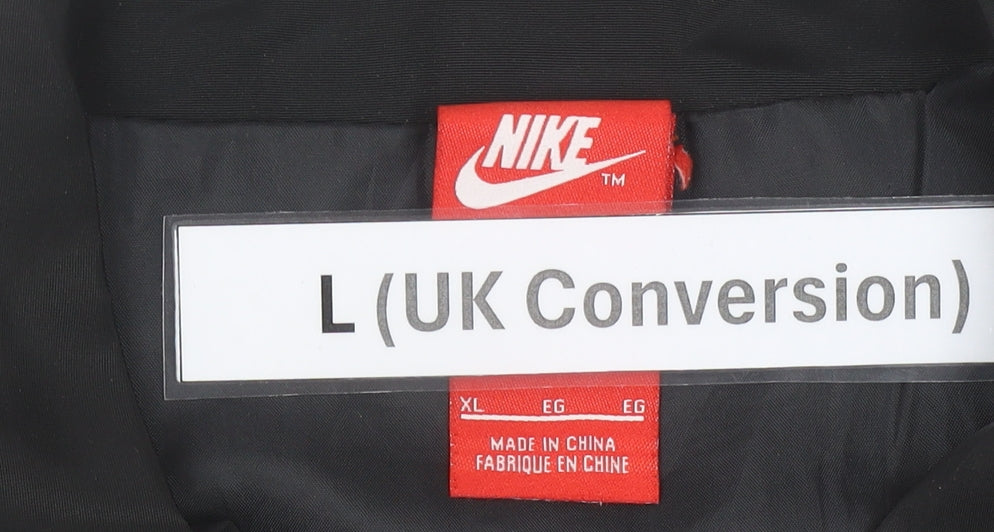 NIKE
TM
L (UK Conversion)
XL EG EG
MADE IN CHINA
FABRIQUE EN CHINE